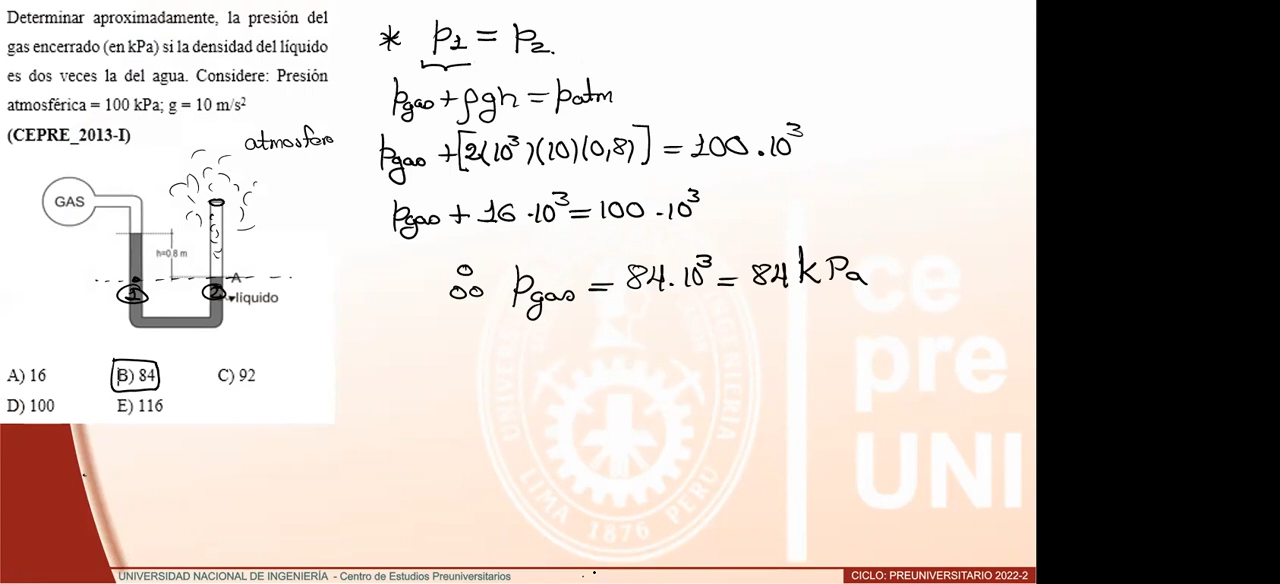 Determinar aproximadamente, la presión del
gas encerrado (en kPa) si la densidad del líquido
es dos veces la del agua. Considere: Presión
atmosférica = 100 kPa; g = 10 m/s²
(CEPRE_2013-I)
atmosfera
GAS
h=0.8 m
A
líquido
1
2
A) 16
B) 84
C) 92
D) 100
E) 116
* p1 = p2.
pgas + ρgh = patm
pgas + [2(10³)(10)(0,8)] = 100.10³
pgas + 16 .10³ = 100 .10³
∴ pgas = 84.10³ = 84 kPa
ce
pre
UNI
LIMA 1876 PERU
UNIVERSIDAD NACIONAL DE INGENIERÍA - Centro de Estudios Preuniversitarios
CICLO: PREUNIVERSITARIO 2022-2